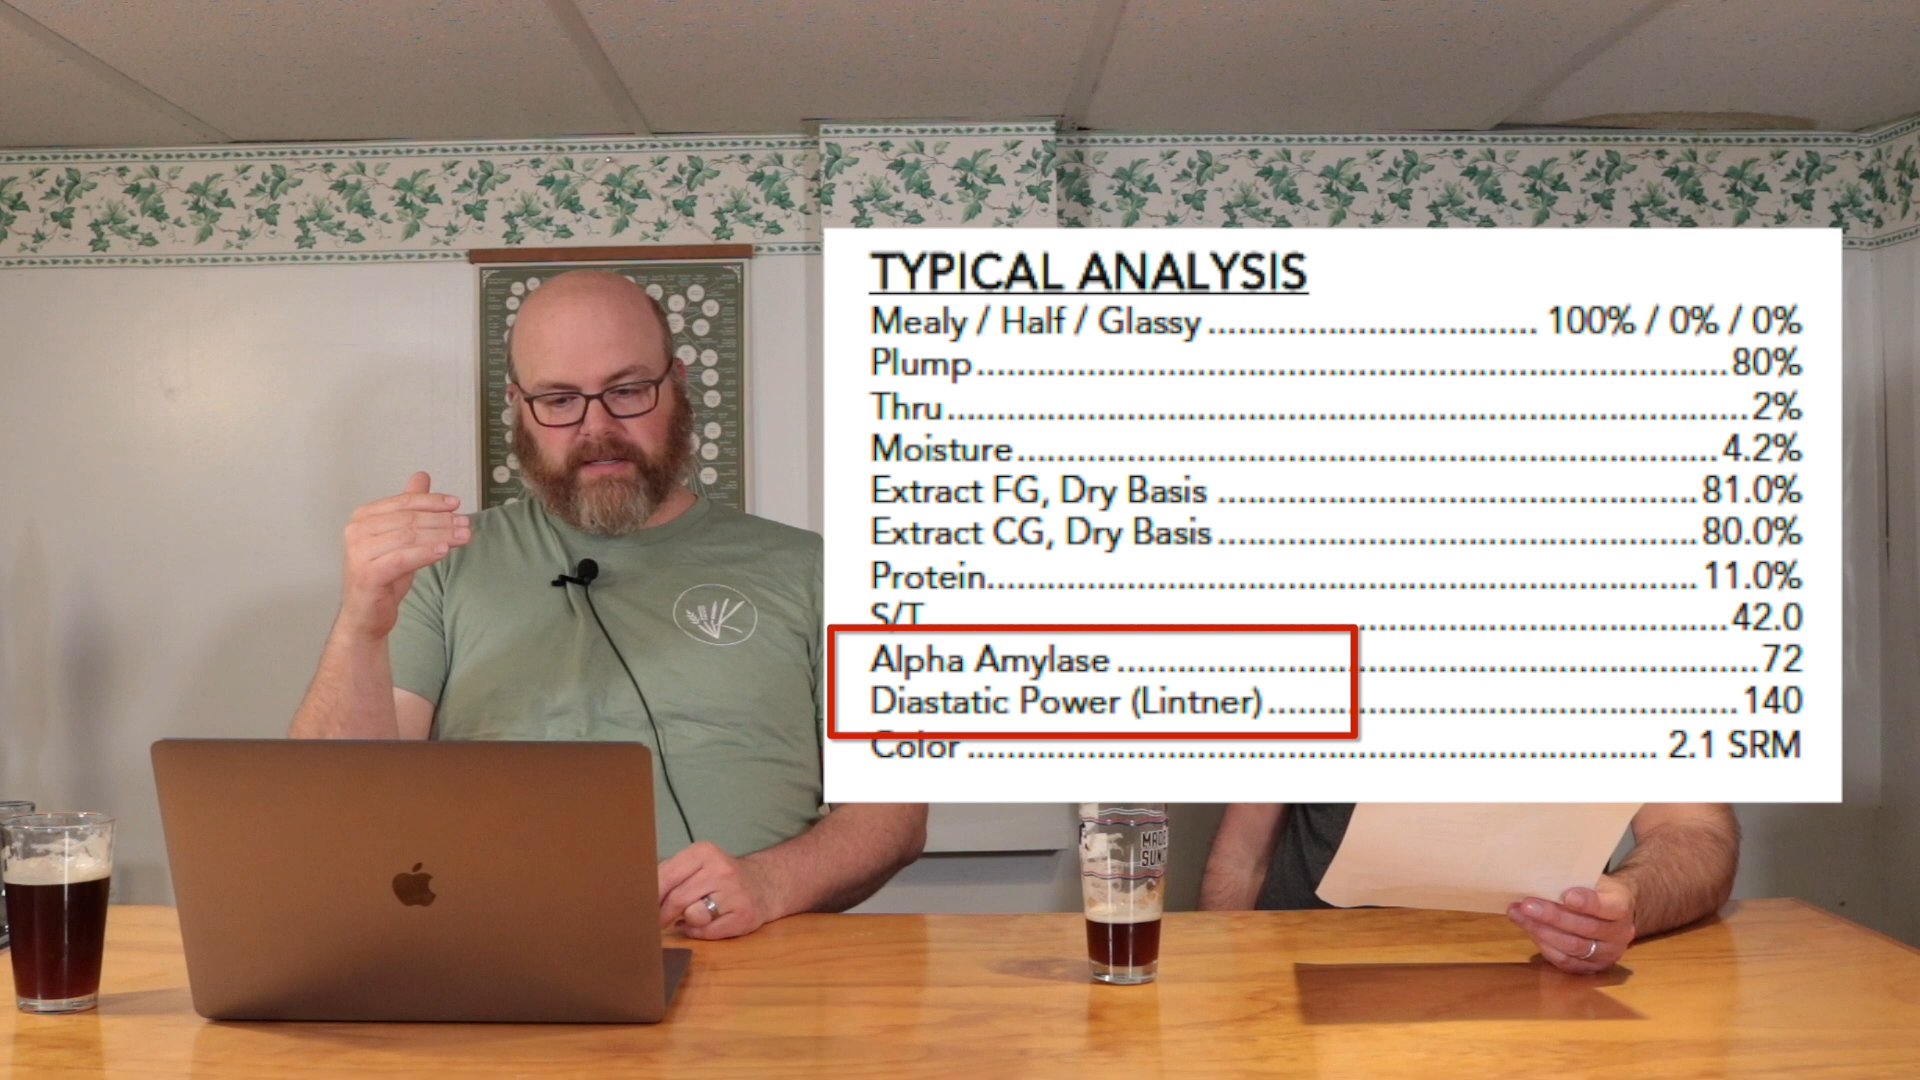 TYPICAL ANALYSIS
Mealy / Half / Glassy ................................ 100% / 0% / 0%
Plump ................................ 80%
Thru ................................ 2%
Moisture ................................ 4.2%
Extract FG, Dry Basis ................................ 81.0%
Extract CG, Dry Basis ................................ 80.0%
Protein ................................ 11.0%
S/T ................................ 42.0
Alpha Amylase ................................ 72
Diastatic Power (Lintner) ................................ 140
Color ................................ 2.1 SRM
MADE